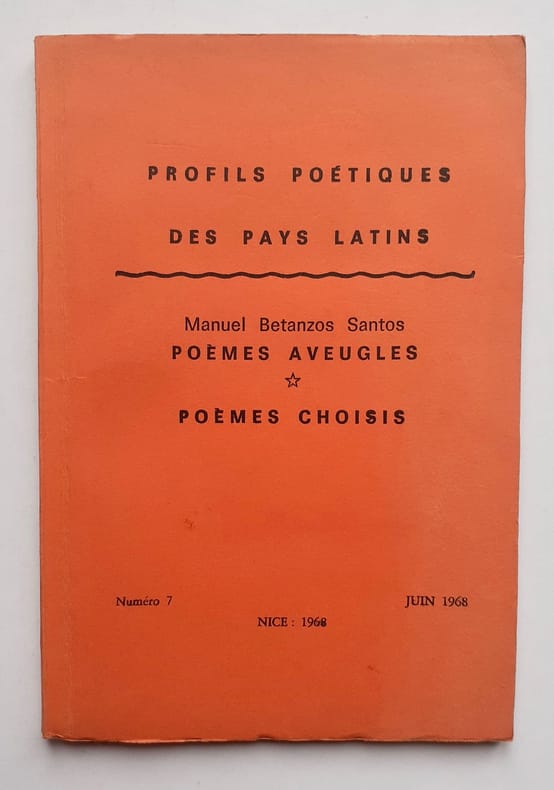 PROFILS POÉTIQUES
DES PAYS LATINS
Manuel Betanzos Santos
POÈMES AVEUGLES
☆
POÈMES CHOISIS
Numéro 7
JUIN 1968
NICE : 1968